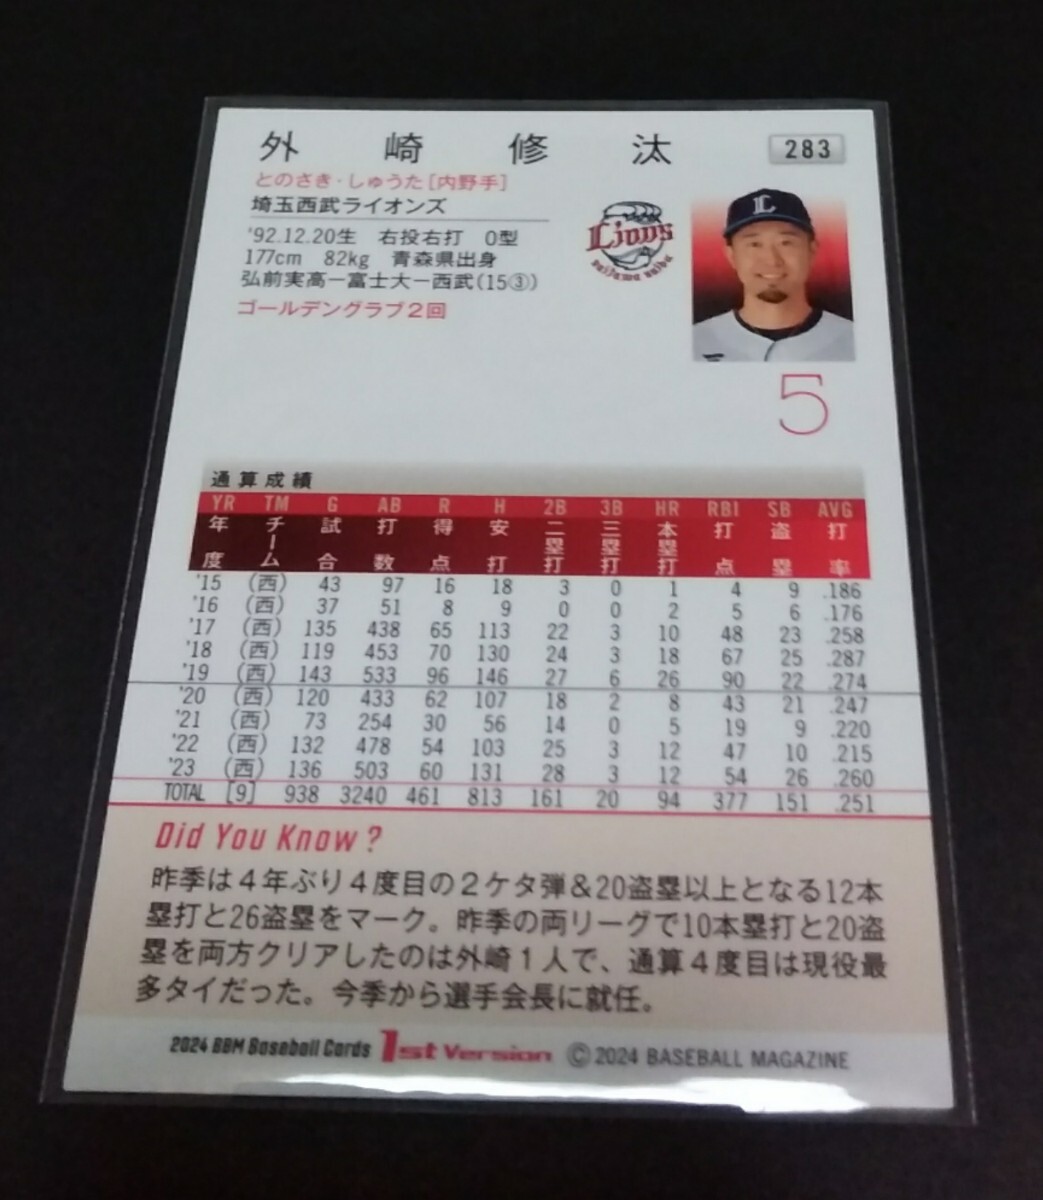 外崎修汰 283
とのさき・しゅうた[内野手]
埼玉西武ライオンズ
'92.12.20生 右投右打 O型
177cm 82kg 青森県出身
弘前実高ー富士大ー西武(15③)
ゴールデングラブ2回
Lions
saitama seibu
L
5
通算成績
YR TM G AB R H 2B 3B HR RBI SB AVG
年度 チーム 試合 打数 得点 安打 二塁打 三塁打 本塁打 打点 盗塁 打率
'15 (西) 43 97 16 18 3 0 1 4 9 .186
'16 (西) 37 51 8 9 0 0 2 5 6 .176
'17 (西) 135 438 65 113 22 3 10 48 23 .258
'18 (西) 119 453 70 130 24 3 18 67 25 .287
'19 (西) 143 533 96 146 27 6 26 90 22 .274
'20 (西) 120 433 62 107 18 2 8 43 21 .247
'21 (西) 73 254 30 56 14 0 5 19 9 .220
'22 (西) 132 478 54 103 25 3 12 47 10 .215
'23 (西) 136 503 60 131 28 3 12 54 26 .260
TOTAL [9] 938 3240 461 813 161 20 94 377 151 .251
Did You Know?
昨季は4年ぶり4度目の2ケタ弾&20盗塁以上となる12本
塁打と26盗塁をマーク。昨季の両リーグで10本塁打と20盗
塁を両方クリアしたのは外崎1人で、通算4度目は現役最
多タイだった。今季から選手会長に就任。
2024 BBM Baseball Cards 1st Version ©2024 BASEBALL MAGAZINE